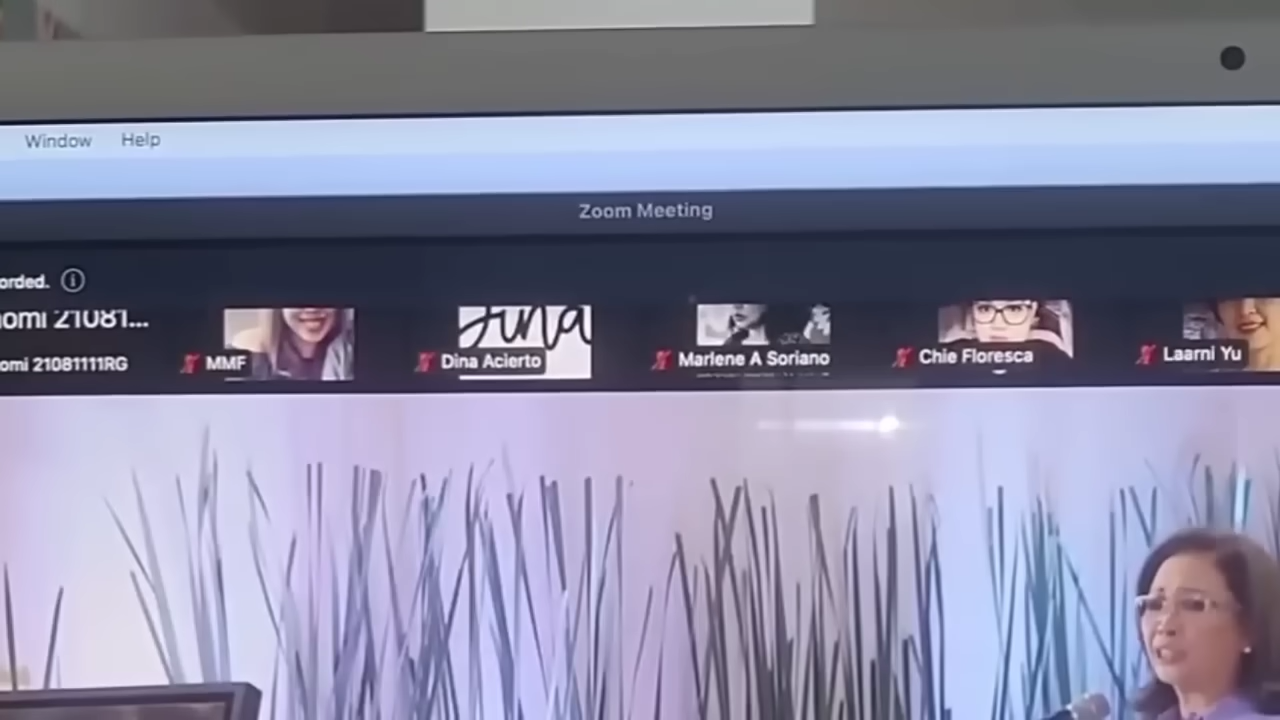 Window Help
Zoom Meeting
orded.
omi 21081...
omi 21081111RG
MMF
Dina Acierto
Marlene A Soriano
Chie Floresca
Laarni Yu